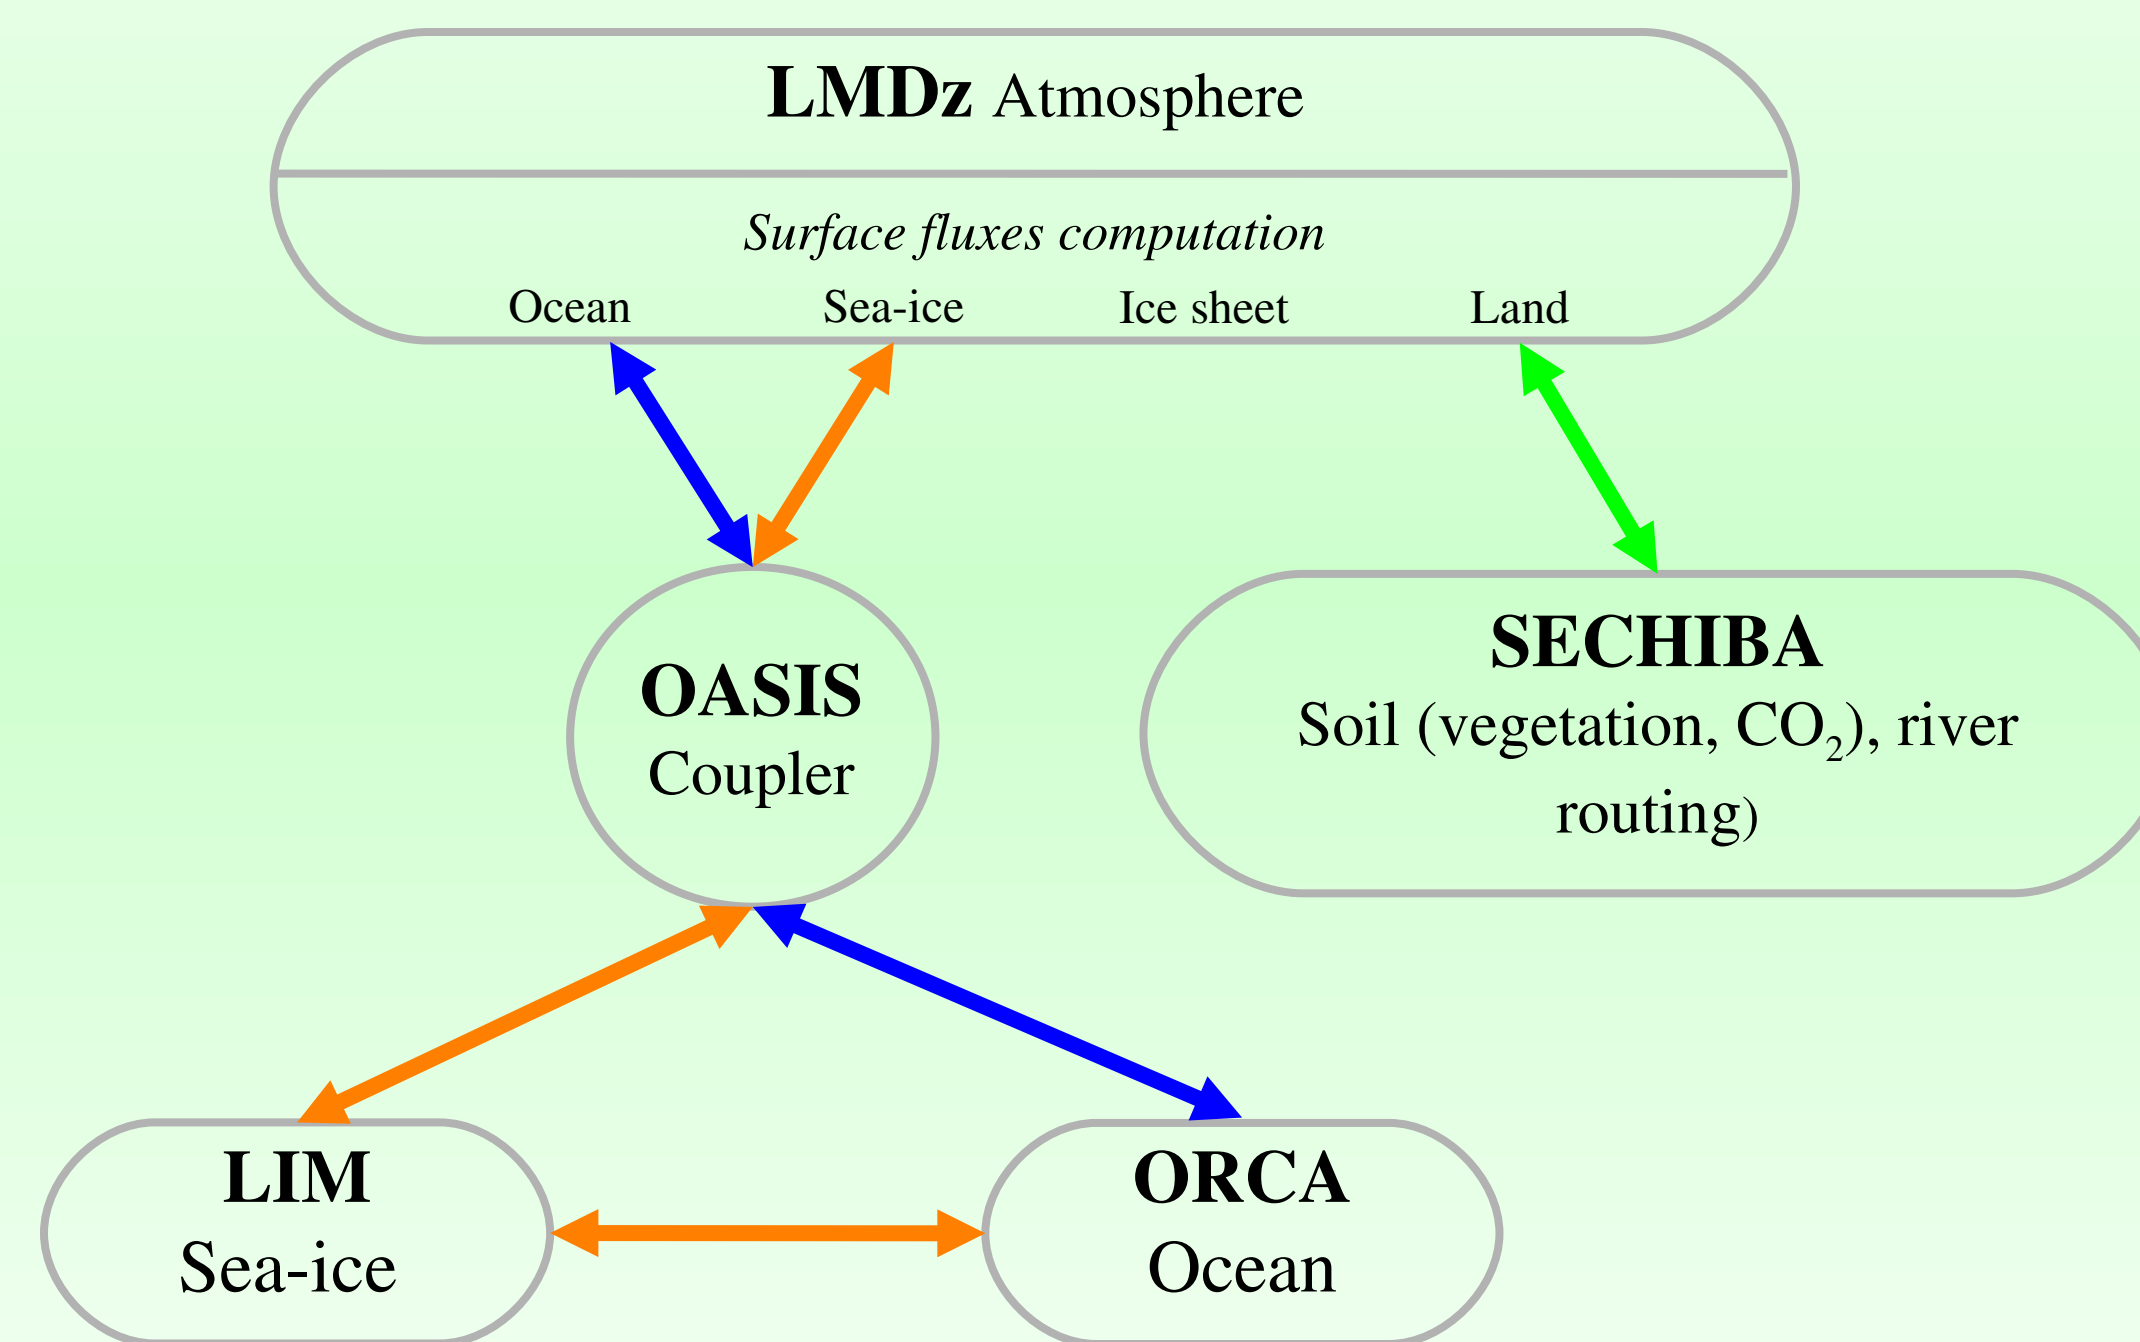 LMDz Atmosphere
Surface fluxes computation
Ocean Sea-ice Ice sheet Land
OASIS
Coupler
SECHIBA
Soil (vegetation, CO₂), river
routing)
LIM
Sea-ice
ORCA
Ocean